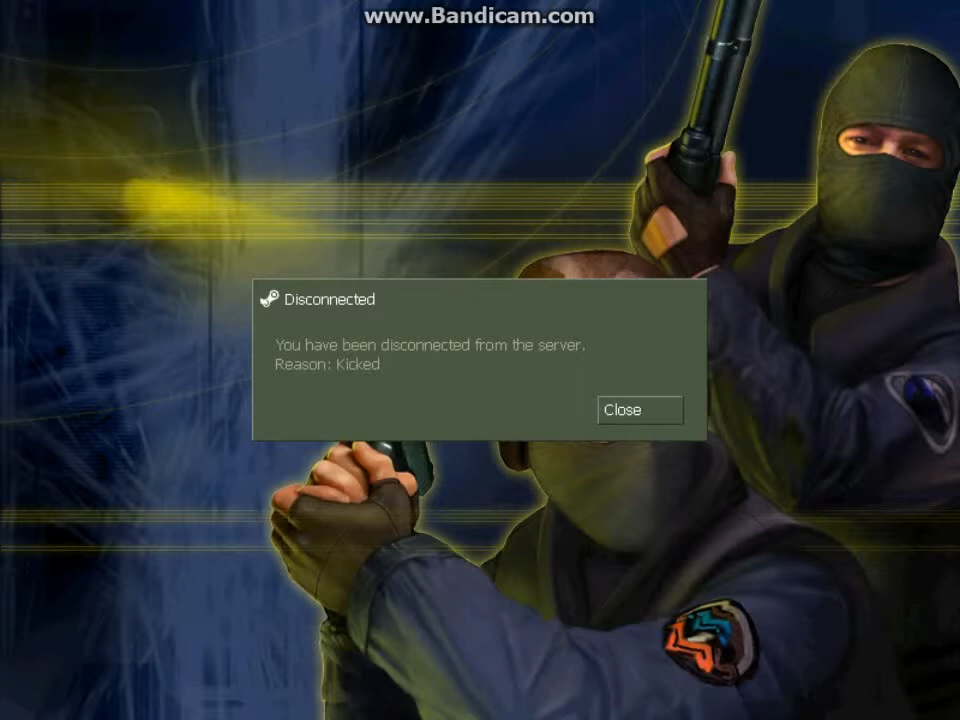 www.Bandicam.com
Disconnected
You have been disconnected from the server.
Reason: Kicked
Close